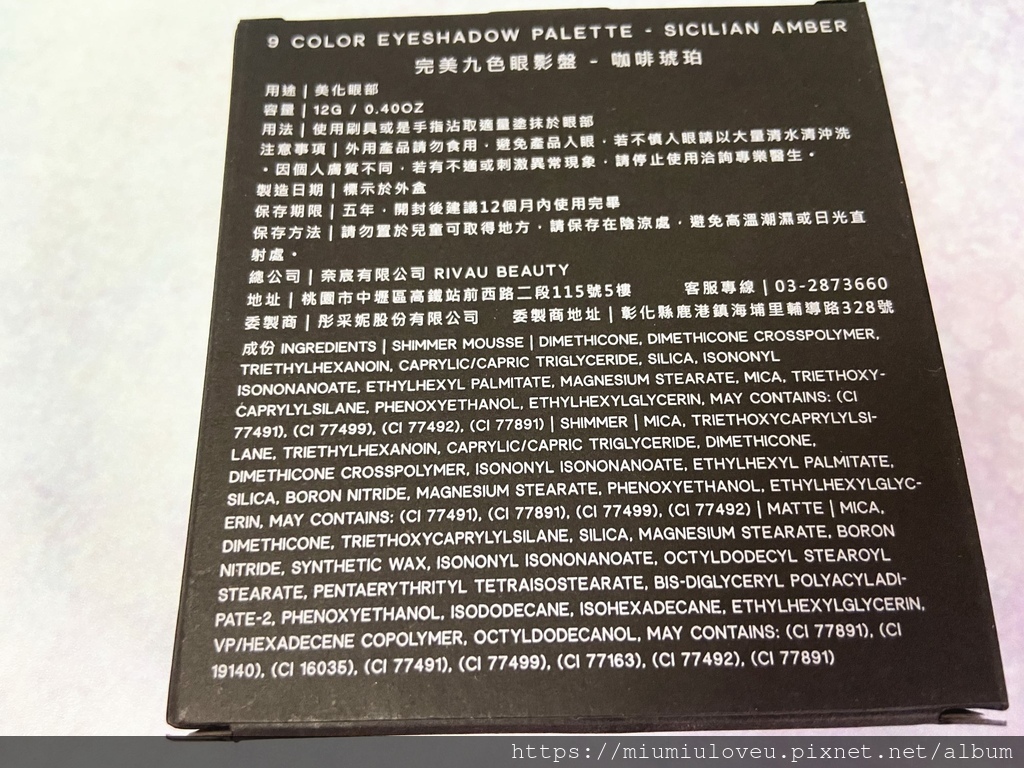 9 COLOR EYESHADOW PALETTE - SICILIAN AMBER
完美九色眼影盤 - 咖啡琥珀
用途 | 美化眼部
容量 | 12G / 0.40OZ
用法 | 使用刷具或是手指沾取適量塗抹於眼部
注意事項 | 外用產品請勿食用，避免產品入眼，若不慎入眼請以大量清水清沖洗
。因個人膚質不同，若有不適或刺激異常現象，請停止使用洽詢專業醫生。
製造日期 | 標示於外盒
保存期限 | 五年，開封後建議12個月內使用完畢
保存方法 | 請勿置於兒童可取得地方，請保存在陰涼處，避免高溫潮濕或日光直
射處。
總公司 | 奈宸有限公司 RIVAU BEAUTY
地址 | 桃園市中壢區高鐵站前西路二段115號5樓 客服專線 | 03-2873660
委製商 | 彤采妮股份有限公司 委製商地址 | 彰化縣鹿港鎮海埔里輔導路328號
成份 INGREDIENTS | SHIMMER MOUSSE | DIMETHICONE, DIMETHICONE CROSSPOLYMER,
TRIETHYLHEXANOIN, CAPRYLIC/CAPRIC TRIGLYCERIDE, SILICA, ISONONYL
ISONONANOATE, ETHYLHEXYL PALMITATE, MAGNESIUM STEARATE, MICA, TRIETHOXY-
CAPRYLYLSILANE, PHENOXYETHANOL, ETHYLHEXYLGLYCERIN, MAY CONTAINS: (CI
77491), (CI 77499), (CI 77492), (CI 77891) | SHIMMER | MICA, TRIETHOXYCAPRYLYLSI-
LANE, TRIETHYLHEXANOIN, CAPRYLIC/CAPRIC TRIGLYCERIDE, DIMETHICONE,
DIMETHICONE CROSSPOLYMER, ISONONYL ISONONANOATE, ETHYLHEXYL PALMITATE,
SILICA, BORON NITRIDE, MAGNESIUM STEARATE, PHENOXYETHANOL, ETHYLHEXYLGLYC-
ERIN, MAY CONTAINS: (CI 77491), (CI 77891), (CI 77499), (CI 77492) | MATTE | MICA,
DIMETHICONE, TRIETHOXYCAPRYLYLSILANE, SILICA, MAGNESIUM STEARATE, BORON
NITRIDE, SYNTHETIC WAX, ISONONYL ISONONANOATE, OCTYLDODECYL STEAROYL
STEARATE, PENTAERYTHRITYL TETRAISOSTEARATE, BIS-DIGLYCERYL POLYACYLADI-
PATE-2, PHENOXYETHANOL, ISODODECANE, ISOHEXADECANE, ETHYLHEXYLGLYCERIN,
VP/HEXADECENE COPOLYMER, OCTYLDODECANOL, MAY CONTAINS: (CI 77891), (CI
19140), (CI 16035), (CI 77491), (CI 77499), (CI 77163), (CI 77492), (CI 77891)
https://miumiuloveu.pixnet.net/album